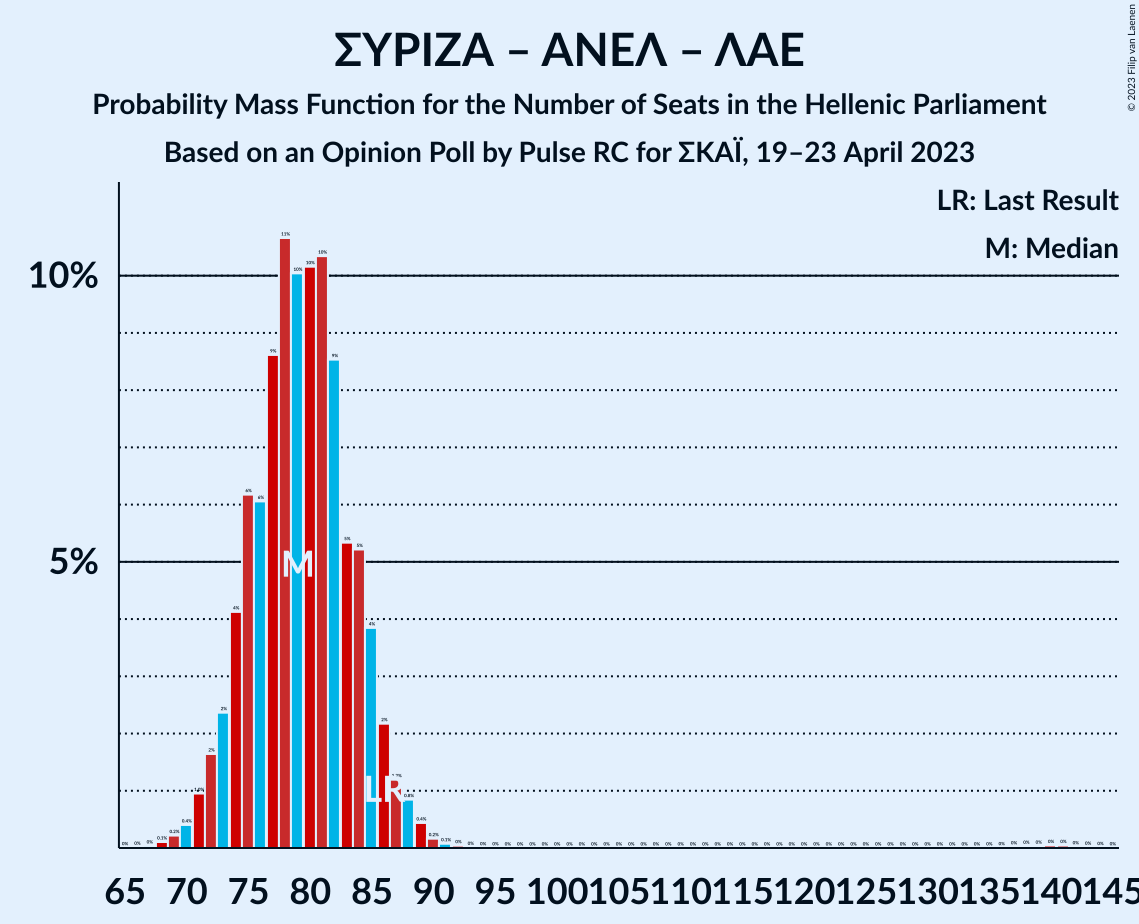 ΣΥΡΙΖΑ – ΑΝΕΛ – ΛΑΕ
Probability Mass Function for the Number of Seats in the Hellenic Parliament
Based on an Opinion Poll by Pulse RC for ΣΚΑΪ, 19–23 April 2023
© 2023 Filip van Laenen
LR: Last Result
M: Median
10%
5%
M
LR
65 70 75 80 85 90 95 100 105 110 115 120 125 130 135 140 145